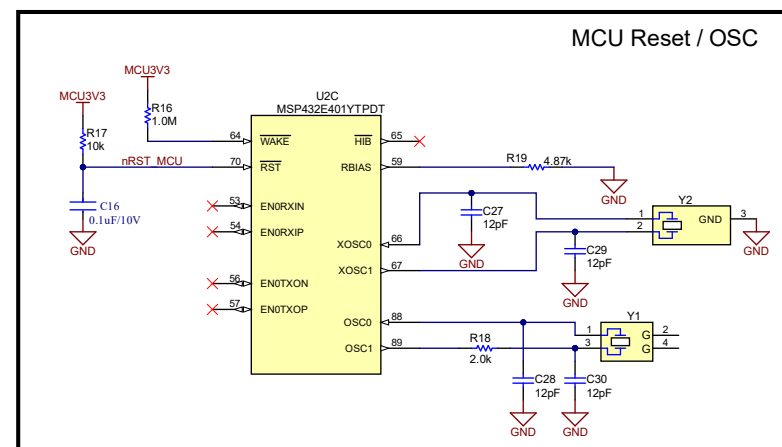 MCU Reset / OSC
MCU3V3
MCU3V3
R16
1.0M
R17
10k
nRST_MCU
C16
0.1uF/10V
GND
U2C
MSP432E401YTPDT
64 WAKE
70 RST
53 EN0RXIN
54 EN0RXIP
56 EN0TXON
57 EN0TXOP
HIB 65
RBIAS 59
XOSC0 66
XOSC1 67
OSC0 88
OSC1 89
R19 4.87k
GND
C27
12pF
GND
C29
12pF
GND
Y2
1
2
GND 3
GND
R18
2.0k
C28
12pF
GND
C30
12pF
GND
Y1
1
3
G 2
G 4